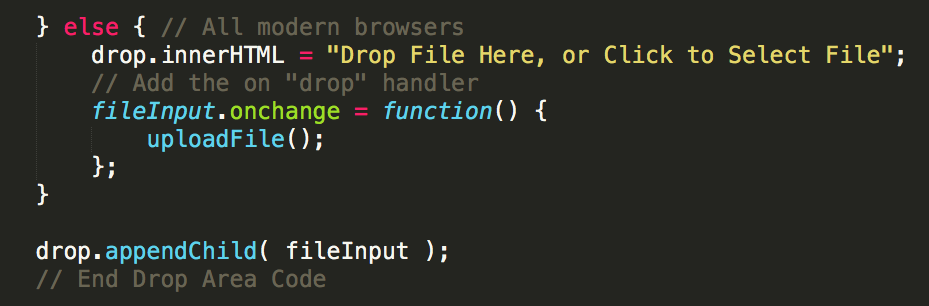 } else { // All modern browsers
    drop.innerHTML = "Drop File Here, or Click to Select File";
    // Add the on "drop" handler
    fileInput.onchange = function() {
        uploadFile();
    };
}

drop.appendChild( fileInput );
// End Drop Area Code